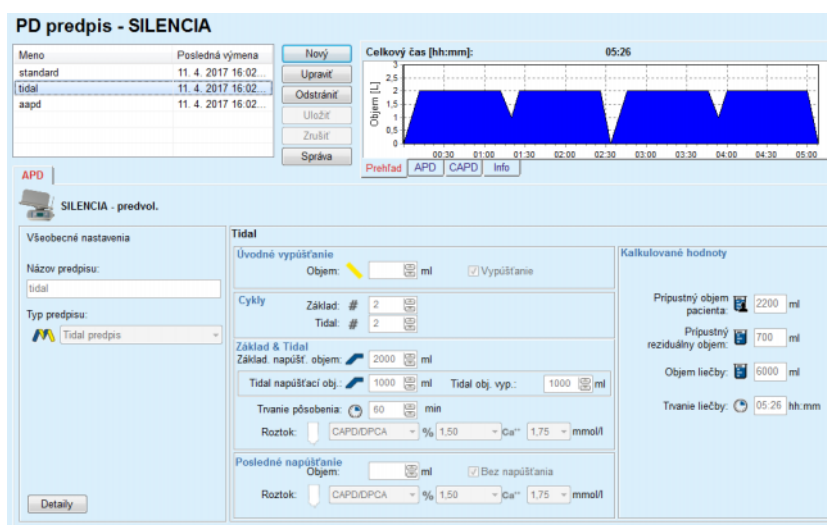 PD predpis - SILENCIA
Meno Posledná výmena
standard 11. 4. 2017 16:02...
tidal 11. 4. 2017 16:02...
aapd 11. 4. 2017 16:02...
Nový
Upraviť
Odstrániť
Uložiť
Zrušiť
Správa
Celkový čas [hh:mm]: 05:26
Objem [L]
3
2,5
2
1,5
1
0,5
0
00:30 01:00 01:30 02:00 02:30 03:00 03:30 04:00 04:30 05:00
Prehľad APD CAPD Info
APD
SILENCIA - predvol.
Všeobecné nastavenia
Názov predpisu:
tidal
Typ predpisu:
Tidal predpis
Detaily
Tidal
Úvodné vypúšťanie
Objem: ml Vypúšťanie
Cykly
Základ: # 2
Tidal: # 2
Základ & Tidal
Základ. napúšť. objem: 2000 ml
Tidal napúšťací obj.: 1000 ml Tidal obj. vyp.: 1000 ml
Trvanie pôsobenia: 60 min
Roztok: CAPD/DPCA % 1,50 Ca⁺⁺ 1,75 mmol/l
Posledné napúšťanie
Objem: ml Bez napúšťania
Roztok: CAPD/DPCA % 1,50 Ca⁺⁺ 1,75 mmol/l
Kalkulované hodnoty
Prípustný objem
pacienta: 2200 ml
Prípustný
reziduálny objem: 700 ml
Objem liečby: 6000 ml
Trvanie liečby: 05:26 hh:mm